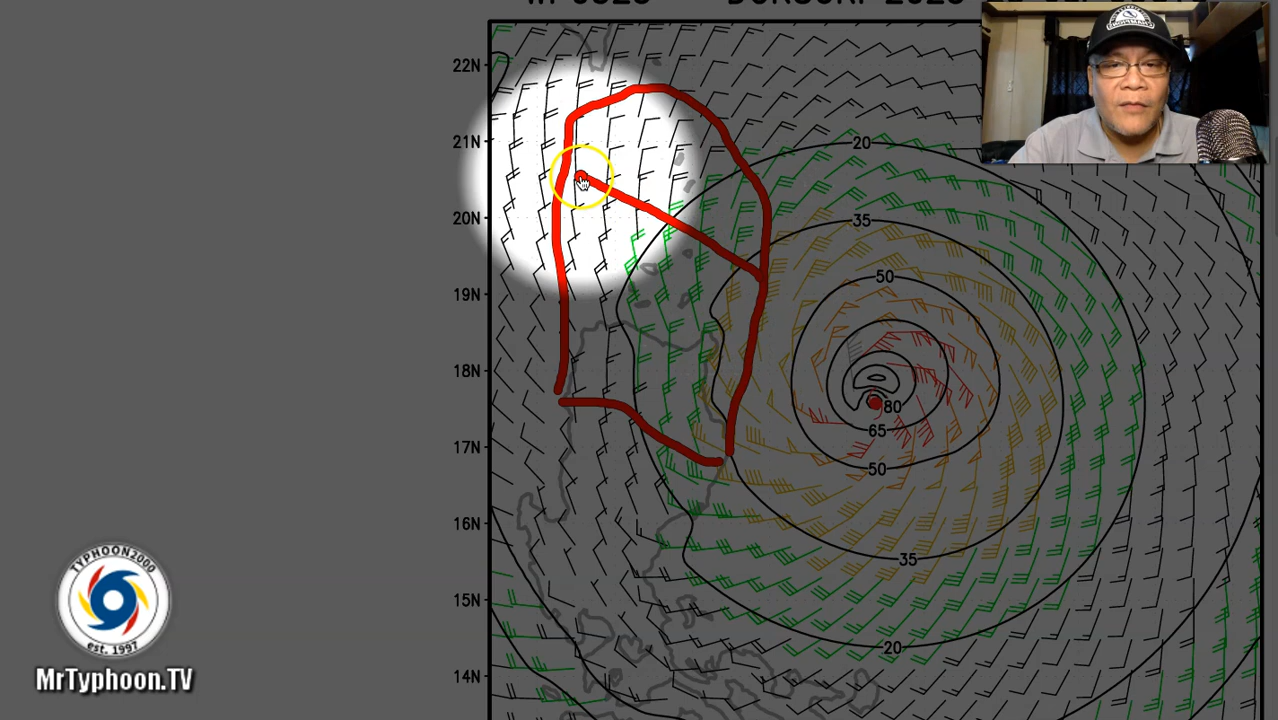 22N
21N
20N
19N
18N
17N
16N
15N
14N
20
35
50
80
65
50
35
20
TYPHOON2000
est. 1997
MrTyphoon.TV